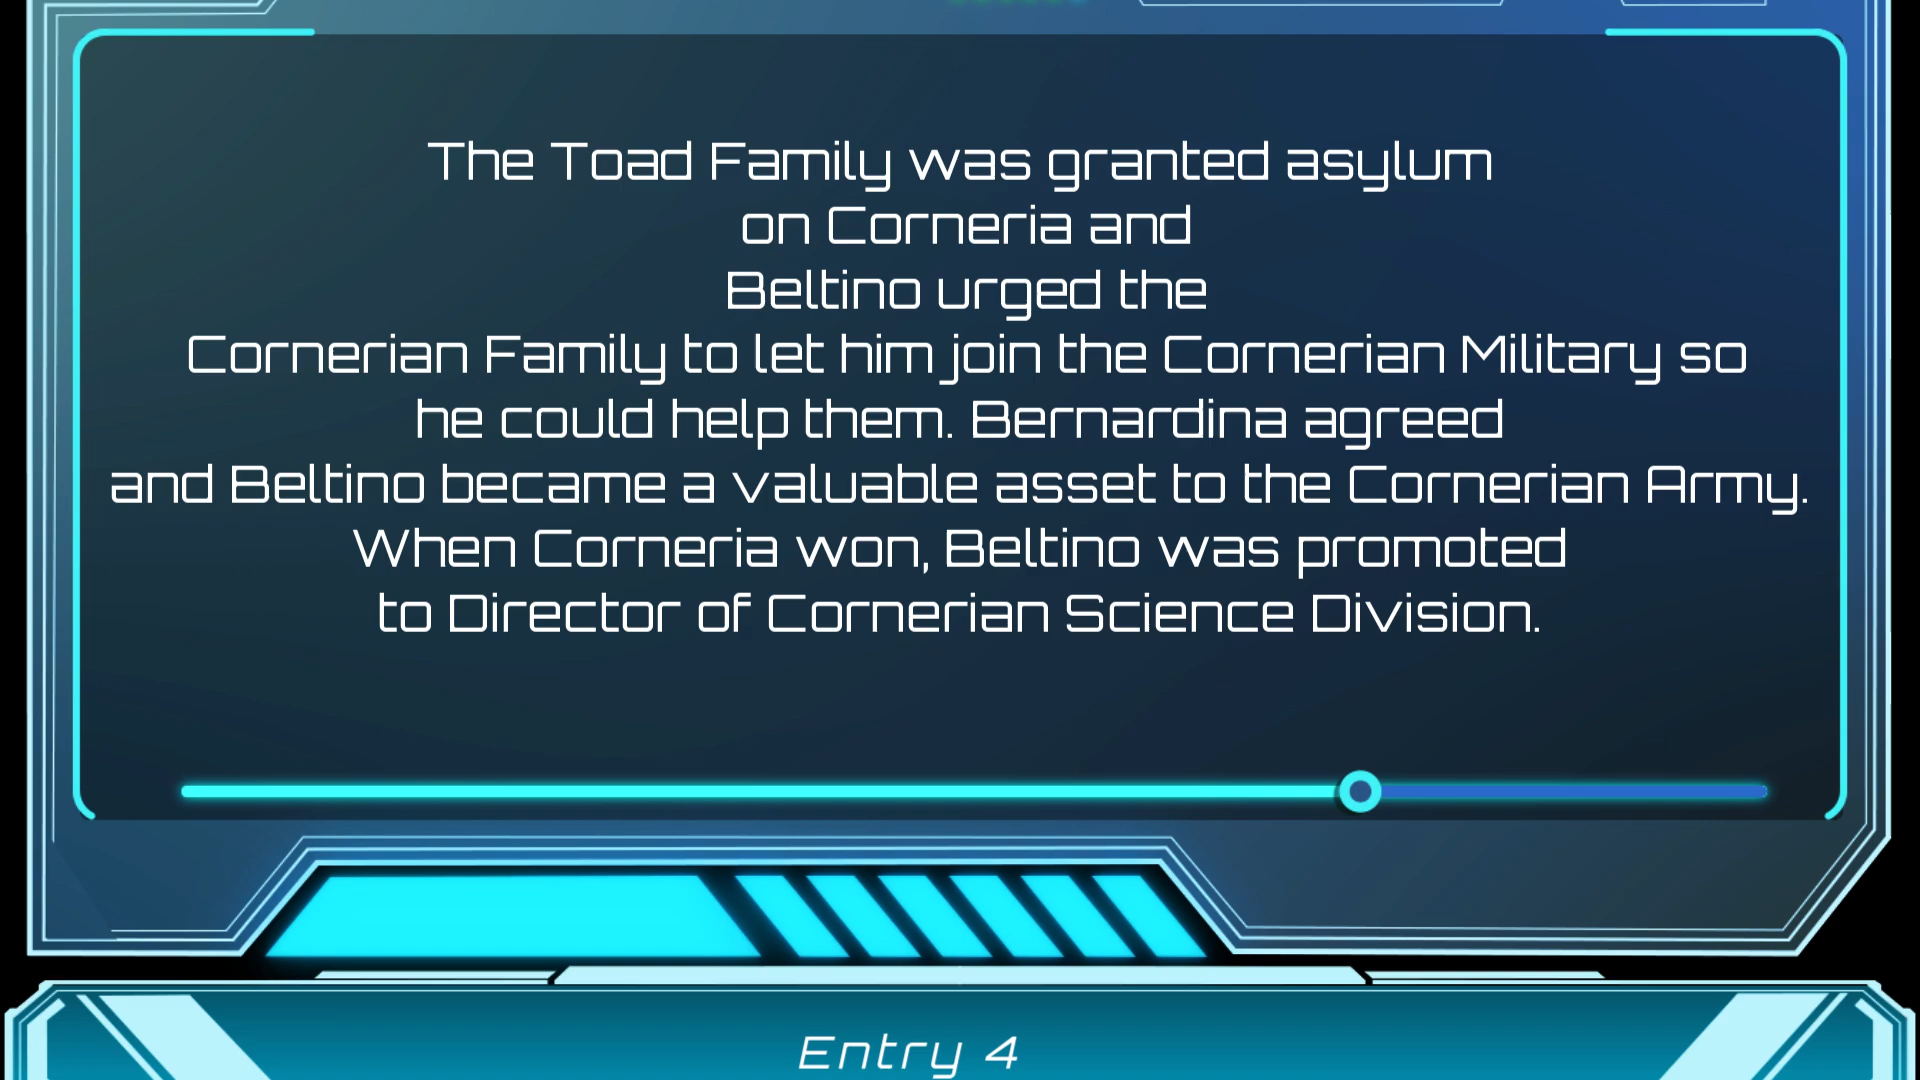 The Toad Family was granted asylum
on Corneria and
Beltino urged the
Cornerian Family to let him join the Cornerian Military so
he could help them. Bernardina agreed
and Beltino became a valuable asset to the Cornerian Army.
When Corneria won, Beltino was promoted
to Director of Cornerian Science Division.
Entry 4